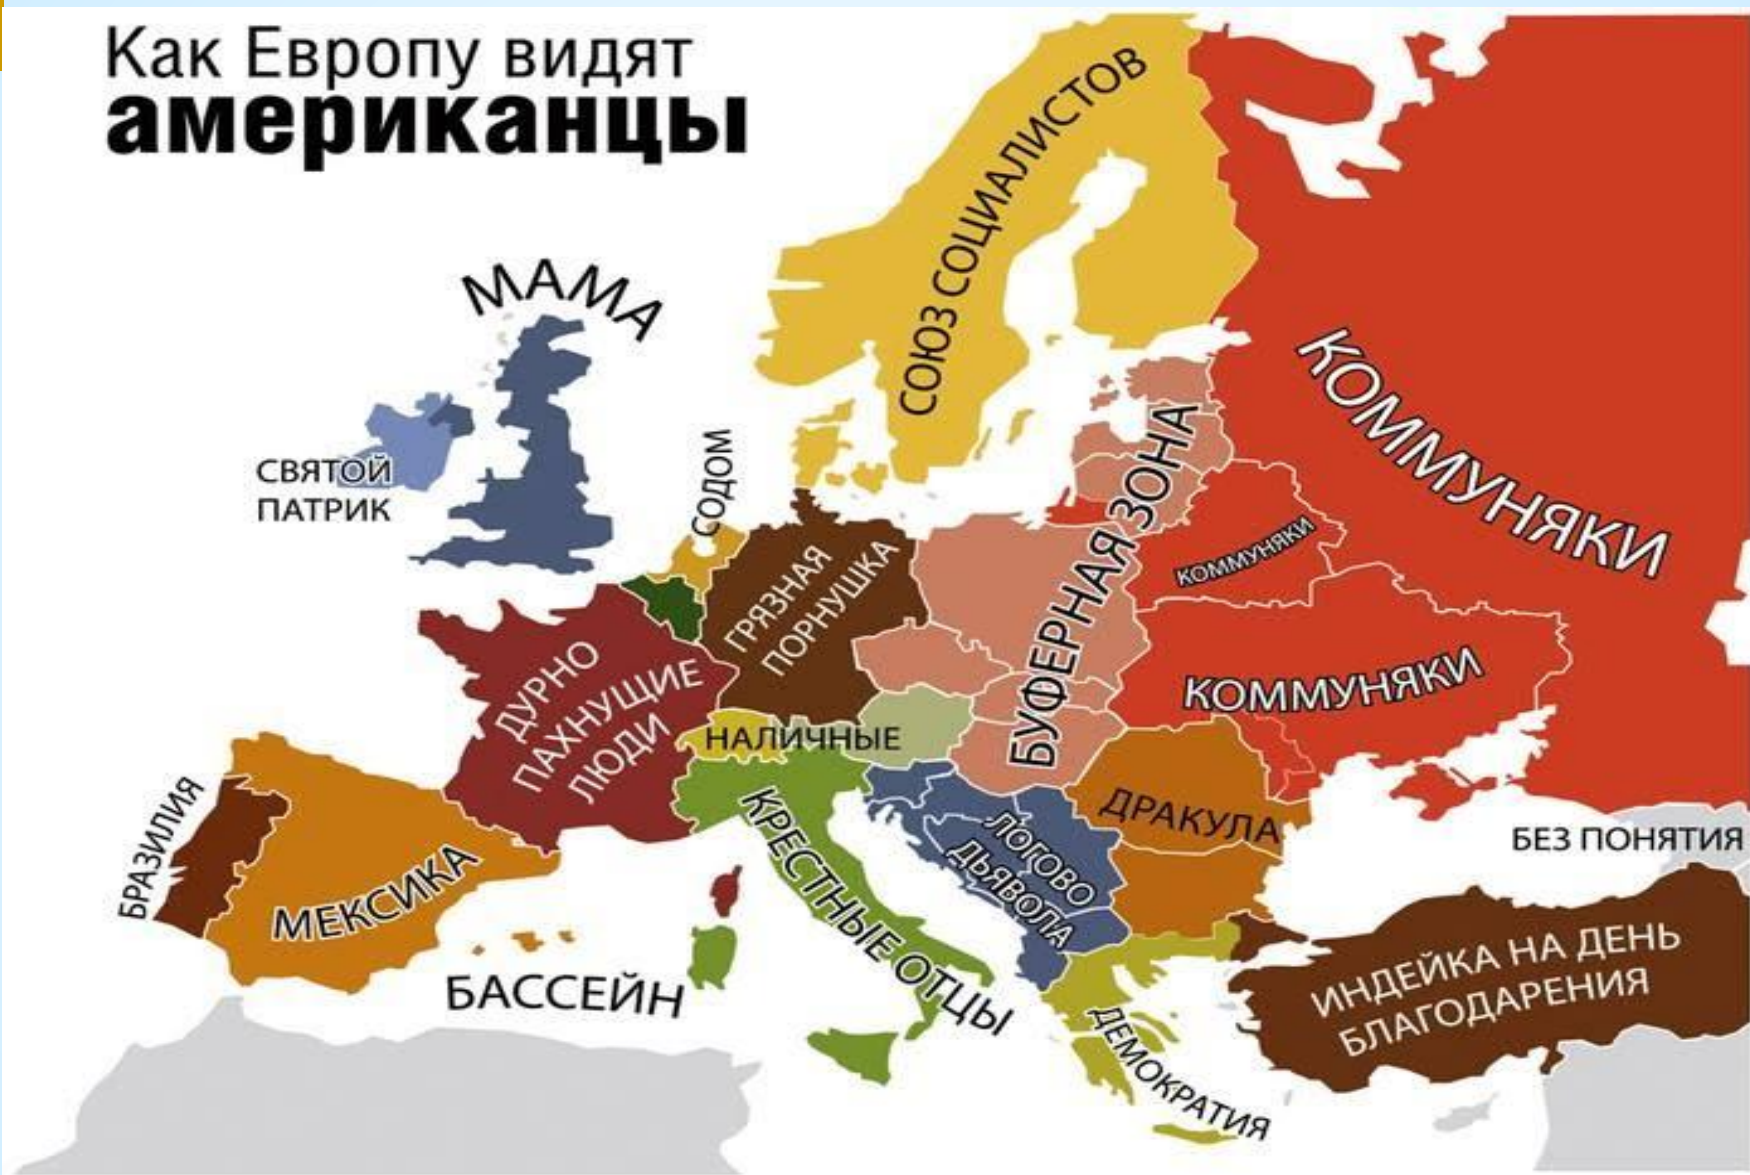 Как Европу видят
американцы
СОЮЗ СОЦИАЛИСТОВ
МАМА
СВЯТОЙ
ПАТРИК
СОДОМ
КОММУНЯКИ
БУФЕРНАЯ ЗОНА
КОММУНЯКИ
ГРЯЗНАЯ
ПОРНУШКА
КОММУНЯКИ
ДУРНО
ПАХНУЩИЕ
ЛЮДИ
НАЛИЧНЫЕ
БРАЗИЛИЯ
МЕКСИКА
КРЕСТНЫЕ ОТЦЫ
ЛОГОВО
ДЬЯВОЛА
ДРАКУЛА
БЕЗ ПОНЯТИЯ
БАССЕЙН
ДЕМОКРАТИЯ
ИНДЕЙКА НА ДЕНЬ
БЛАГОДАРЕНИЯ